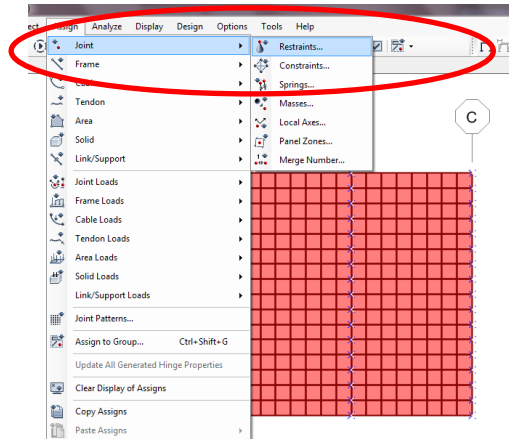 ect Assign Analyze Display Design Options Tools Help
Joint
Restraints...
Frame
Constraints...
Springs...
Tendon
Masses...
Area
Local Axes...
Solid
Panel Zones...
Link/Support
Merge Number...
C
Joint Loads
Frame Loads
Cable Loads
Tendon Loads
Area Loads
Solid Loads
Link/Support Loads
Joint Patterns...
Assign to Group... Ctrl+Shift+G
Update All Generated Hinge Properties
Clear Display of Assigns
Copy Assigns
Paste Assigns